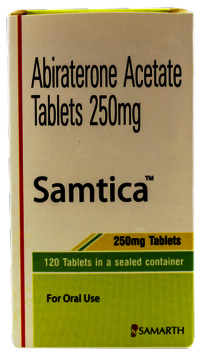 Abiraterone Acetate
Tablets 250mg
Samtica™
250mg Tablets
120 Tablets in a sealed container
For Oral Use
SAMARTH